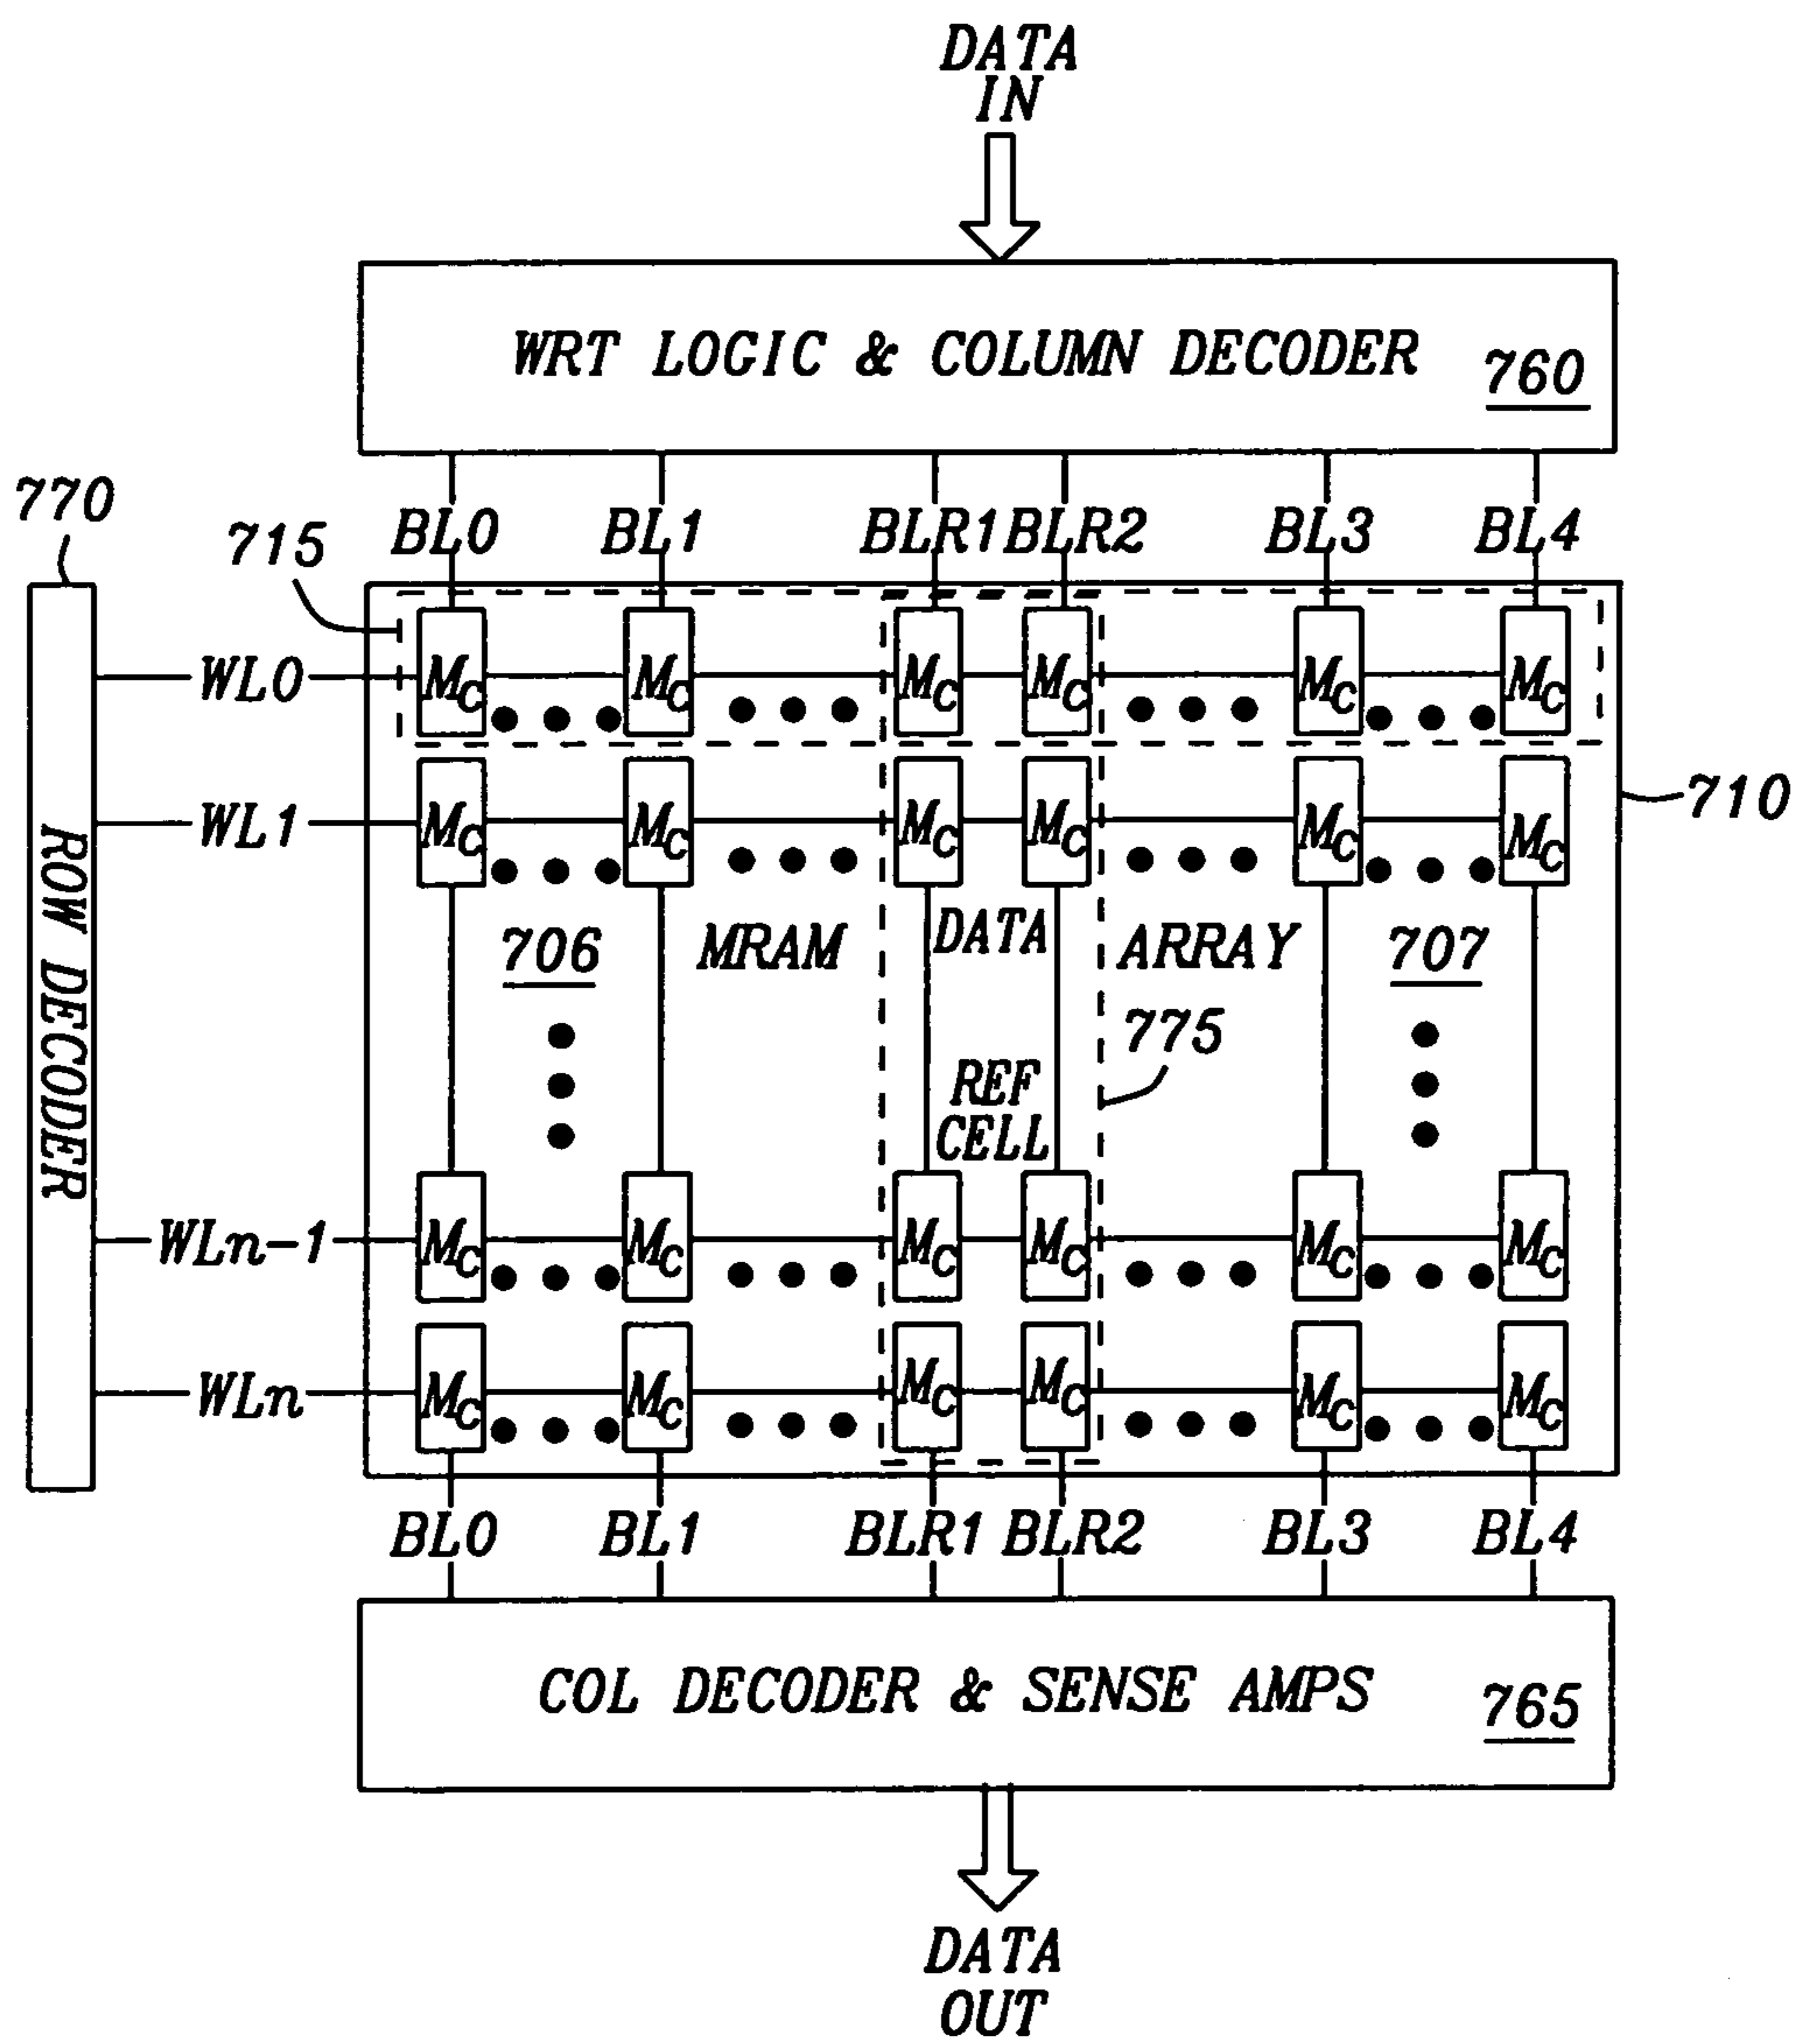 DATA
IN
WRT LOGIC & COLUMN DECODER 760
770
715
BL0 BL1 BLR1 BLR2 BL3 BL4
WL0 MC MC MC MC MC MC
710
WL1 MC MC MC MC MC MC
ROW DECODER
706 MRAM DATA ARRAY 707
775
REF
CELL
WLn-1 MC MC MC MC MC MC
WLn MC MC MC MC MC MC
BL0 BL1 BLR1 BLR2 BL3 BL4
COL DECODER & SENSE AMPS 765
DATA
OUT